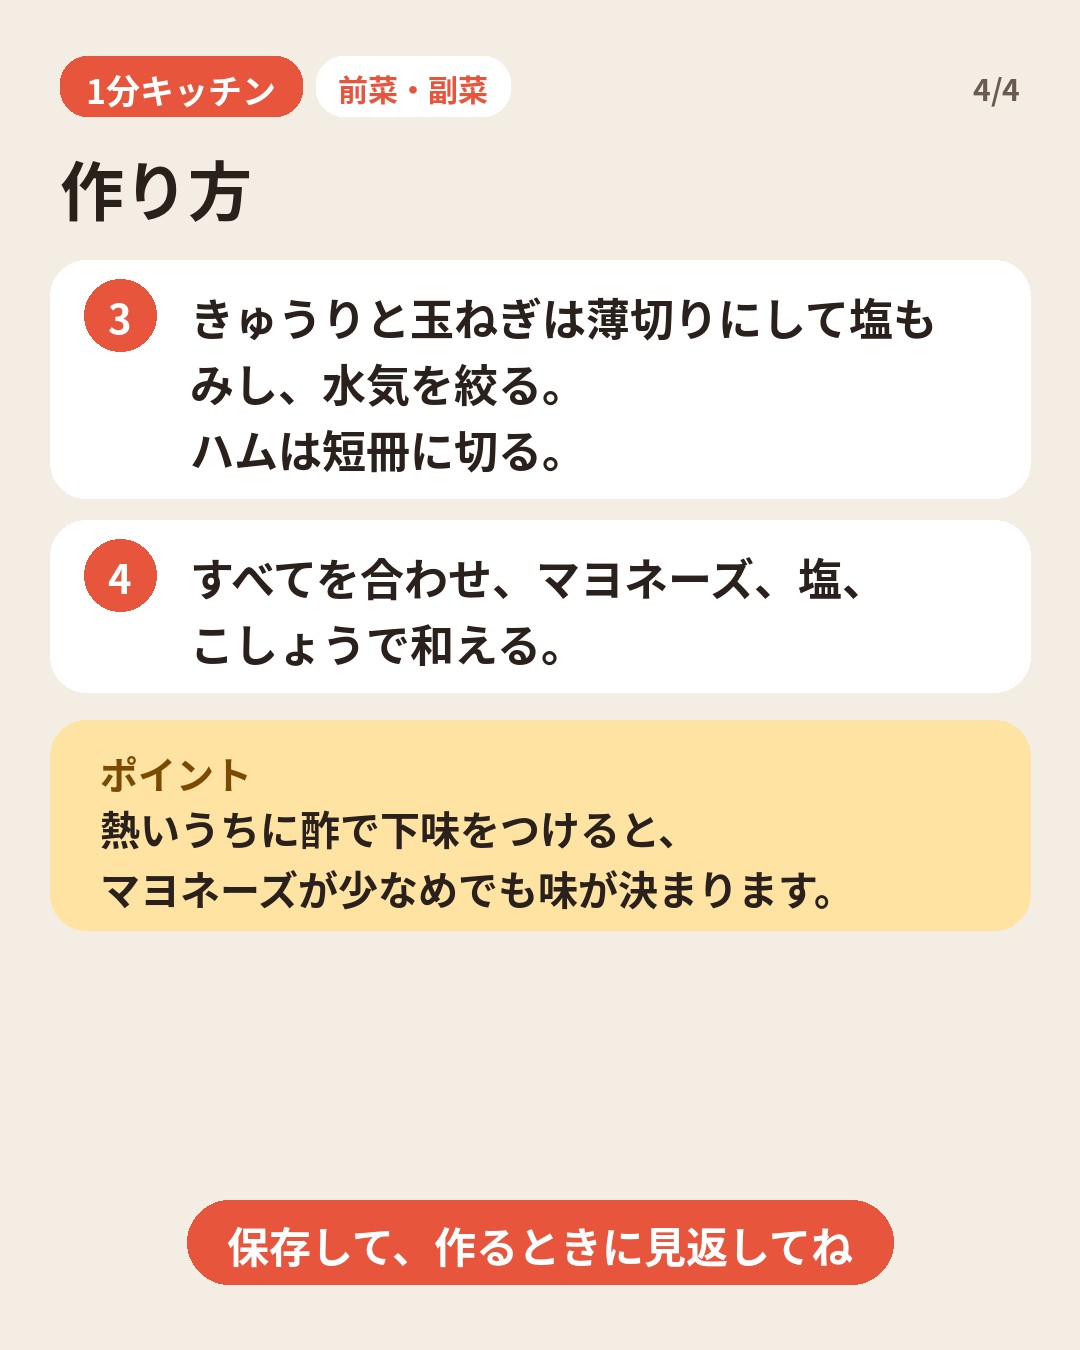 1分キッチン
前菜・副菜
4/4
作り方
3
きゅうりと玉ねぎは薄切りにして塩も
みし、水気を絞る。
ハムは短冊に切る。
4
すべてを合わせ、マヨネーズ、塩、
こしょうで和える。
ポイント
熱いうちに酢で下味をつけると、
マヨネーズが少なめでも味が決まります。
保存して、作るときに見返してね